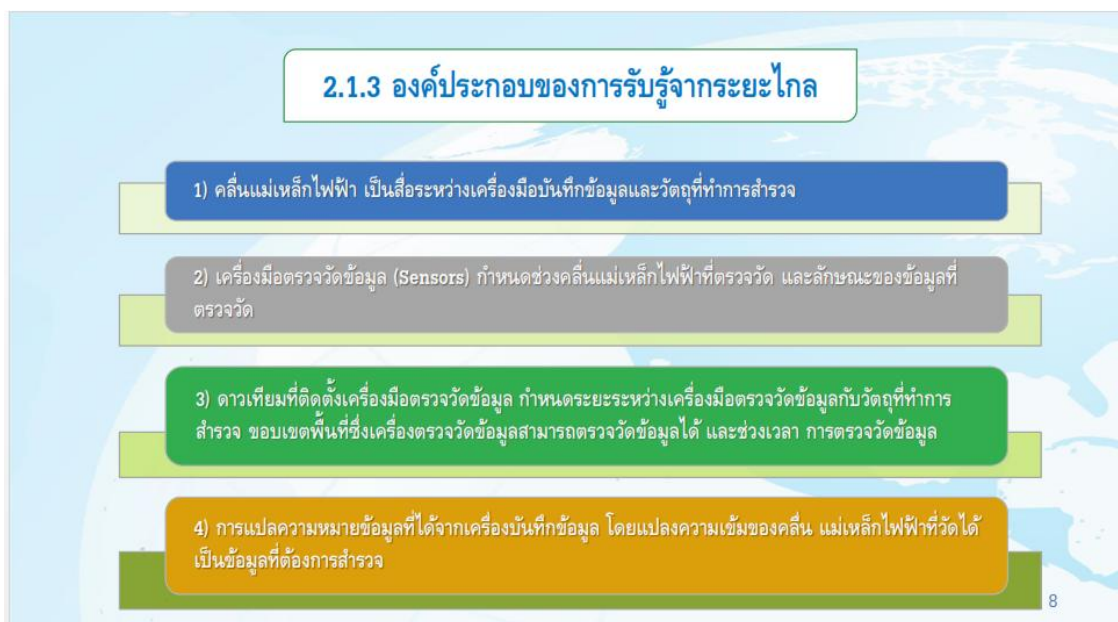 2.1.3 องค์ประกอบของการรับรู้จากระยะไกล
1) คลื่นแม่เหล็กไฟฟ้า เป็นสื่อระหว่างเครื่องมือบันทึกข้อมูลและวัตถุที่ทำการสำรวจ
2) เครื่องมือตรวจวัดข้อมูล (Sensors) กำหนดช่วงคลื่นแม่เหล็กไฟฟ้าที่ตรวจวัด และลักษณะของข้อมูลที่
ตรวจวัด
3) ดาวเทียมที่ติดตั้งเครื่องมือตรวจวัดข้อมูล กำหนดระยะระหว่างเครื่องมือตรวจวัดข้อมูลกับวัตถุที่ทำการ
สำรวจ ขอบเขตพื้นที่ซึ่งเครื่องตรวจวัดข้อมูลสามารถตรวจวัดข้อมูลได้ และช่วงเวลา การตรวจวัดข้อมูล
4) การแปลความหมายข้อมูลที่ได้จากเครื่องบันทึกข้อมูล โดยแปลงความเข้มของคลื่น แม่เหล็กไฟฟ้าที่วัดได้
เป็นข้อมูลที่ต้องการสำรวจ
8